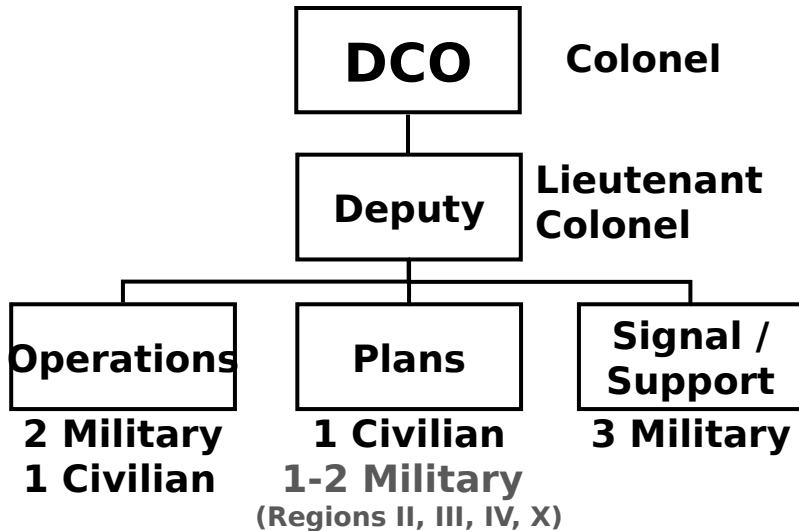 DCO
Colonel
Deputy
Lieutenant
Colonel
Operations
Plans
Signal /
Support
2 Military
1 Civilian
1 Civilian
1-2 Military
(Regions II, III, IV, X)
3 Military